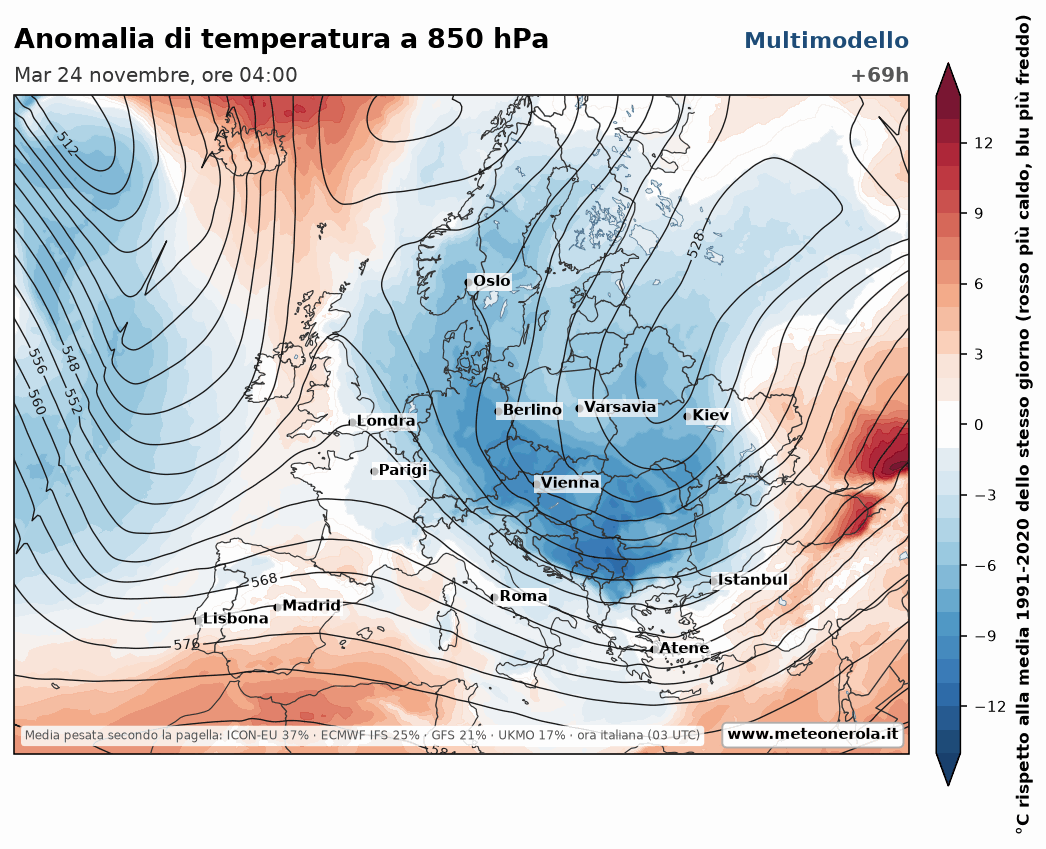 Anomalia di temperatura a 850 hPa
Multimodello
Mar 24 novembre, ore 04:00
+69h
512
528
Oslo
556
548
560
552
Berlino
Varsavia
Kiev
Londra
Parigi
Vienna
568
Istanbul
Roma
Madrid
Lisbona
576
Atene
Media pesata secondo la pagella: ICON-EU 37% · ECMWF IFS 25% · GFS 21% · UKMO 17% · ora italiana (03 UTC)
www.meteonerola.it
584
12
9
6
3
0
−3
−6
−9
−12
°C rispetto alla media 1991-2020 dello stesso giorno (rosso più caldo, blu più freddo)